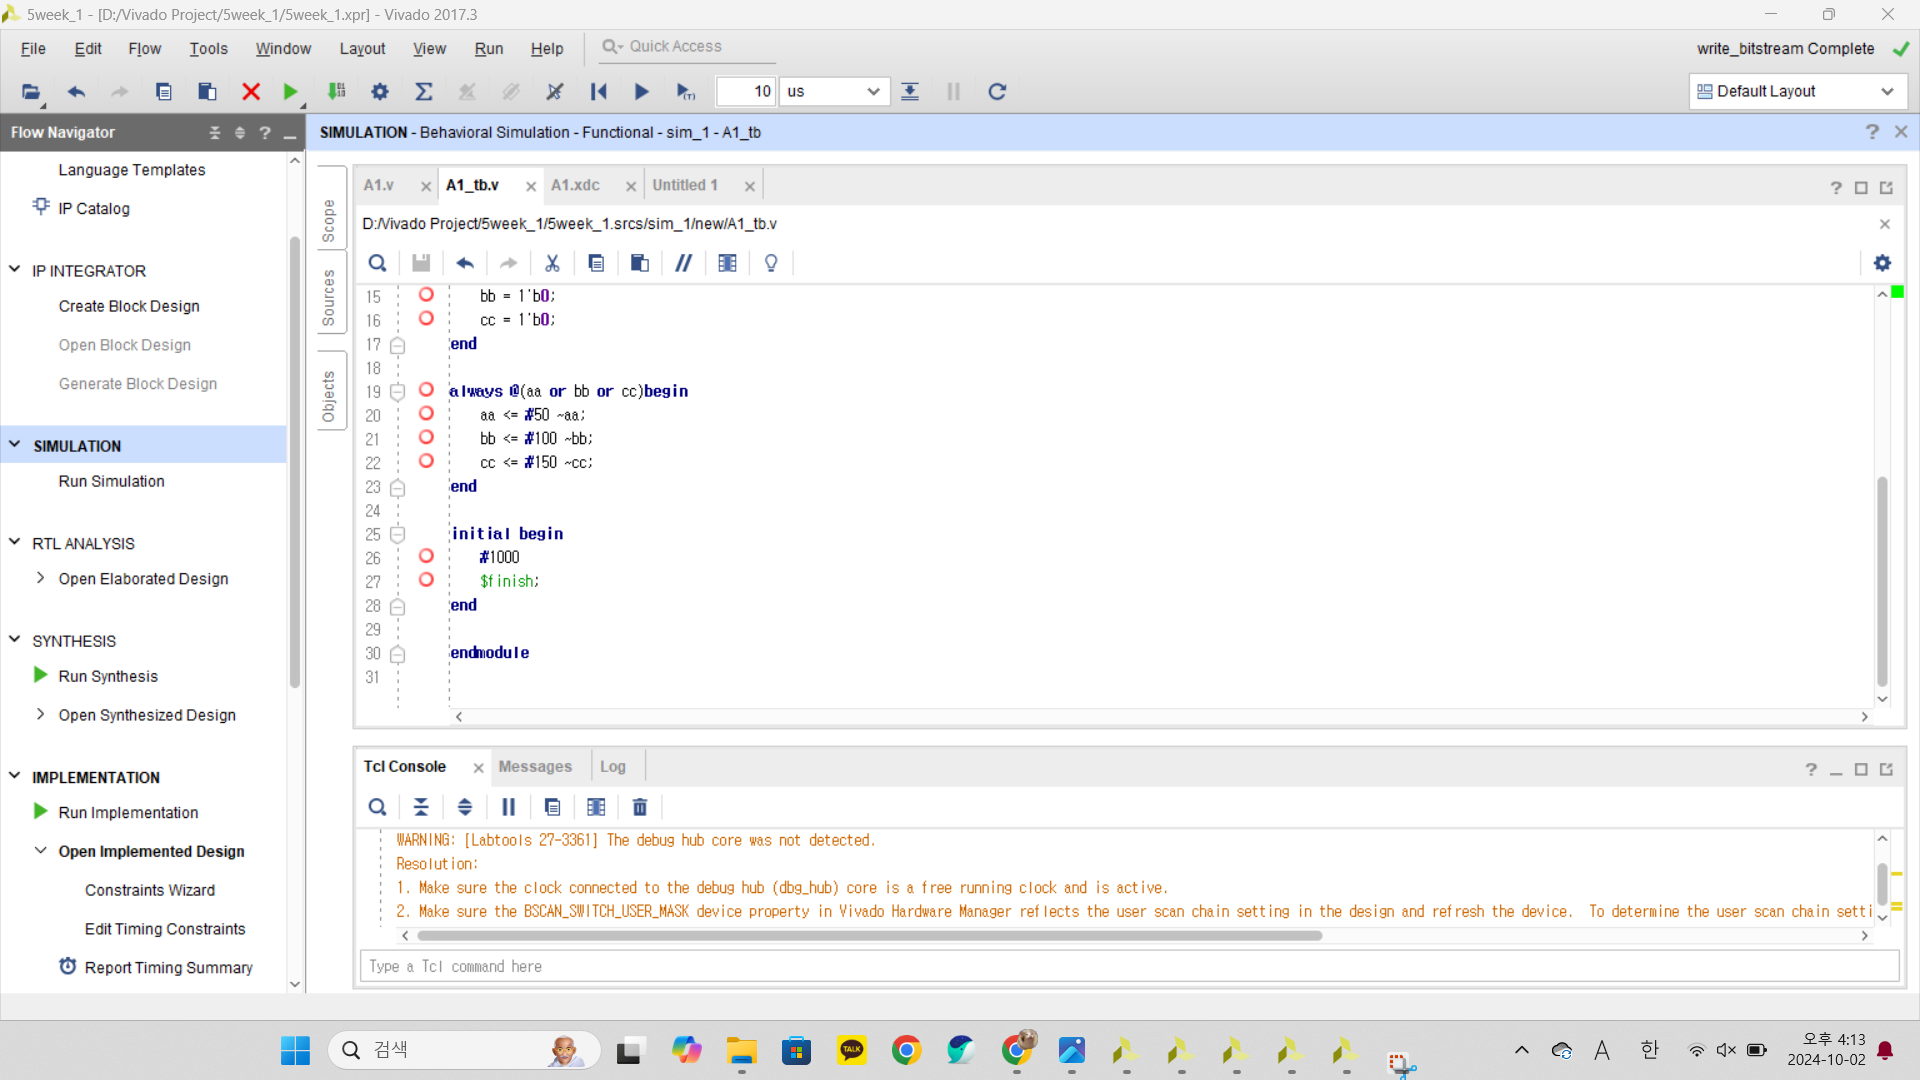 5week_1 - [D:/Vivado Project/5week_1/5week_1.xpr] - Vivado 2017.3
File Edit Flow Tools Window Layout View Run Help Quick Access
write_bitstream Complete
10 us
Default Layout
Flow Navigator
SIMULATION - Behavioral Simulation - Functional - sim_1 - A1_tb
Language Templates
IP Catalog
IP INTEGRATOR
Create Block Design
Open Block Design
Generate Block Design
SIMULATION
Run Simulation
RTL ANALYSIS
Open Elaborated Design
SYNTHESIS
Run Synthesis
Open Synthesized Design
IMPLEMENTATION
Run Implementation
Open Implemented Design
Constraints Wizard
Edit Timing Constraints
Report Timing Summary
Scope
Sources
Objects
A1.v A1_tb.v A1.xdc Untitled 1
D:/Vivado Project/5week_1/5week_1.srcs/sim_1/new/A1_tb.v
15 bb = 1'b0;
16 cc = 1'b0;
17 end
18
19 always @(aa or bb or cc)begin
20 aa <= #50 ~aa;
21 bb <= #100 ~bb;
22 cc <= #150 ~cc;
23 end
24
25 initial begin
26 #1000
27 $finish;
28 end
29
30 endmodule
31
Tcl Console Messages Log
WARNING: [Labtools 27-3361] The debug hub core was not detected.
Resolution:
1. Make sure the clock connected to the debug hub (dbg_hub) core is a free running clock and is active.
2. Make sure the BSCAN_SWITCH_USER_MASK device property in Vivado Hardware Manager reflects the user scan chain setting in the design and refresh the device.  To determine the user scan chain setti
Type a Tcl command here
검색
TALK
A 한
오후 4:13
2024-10-02